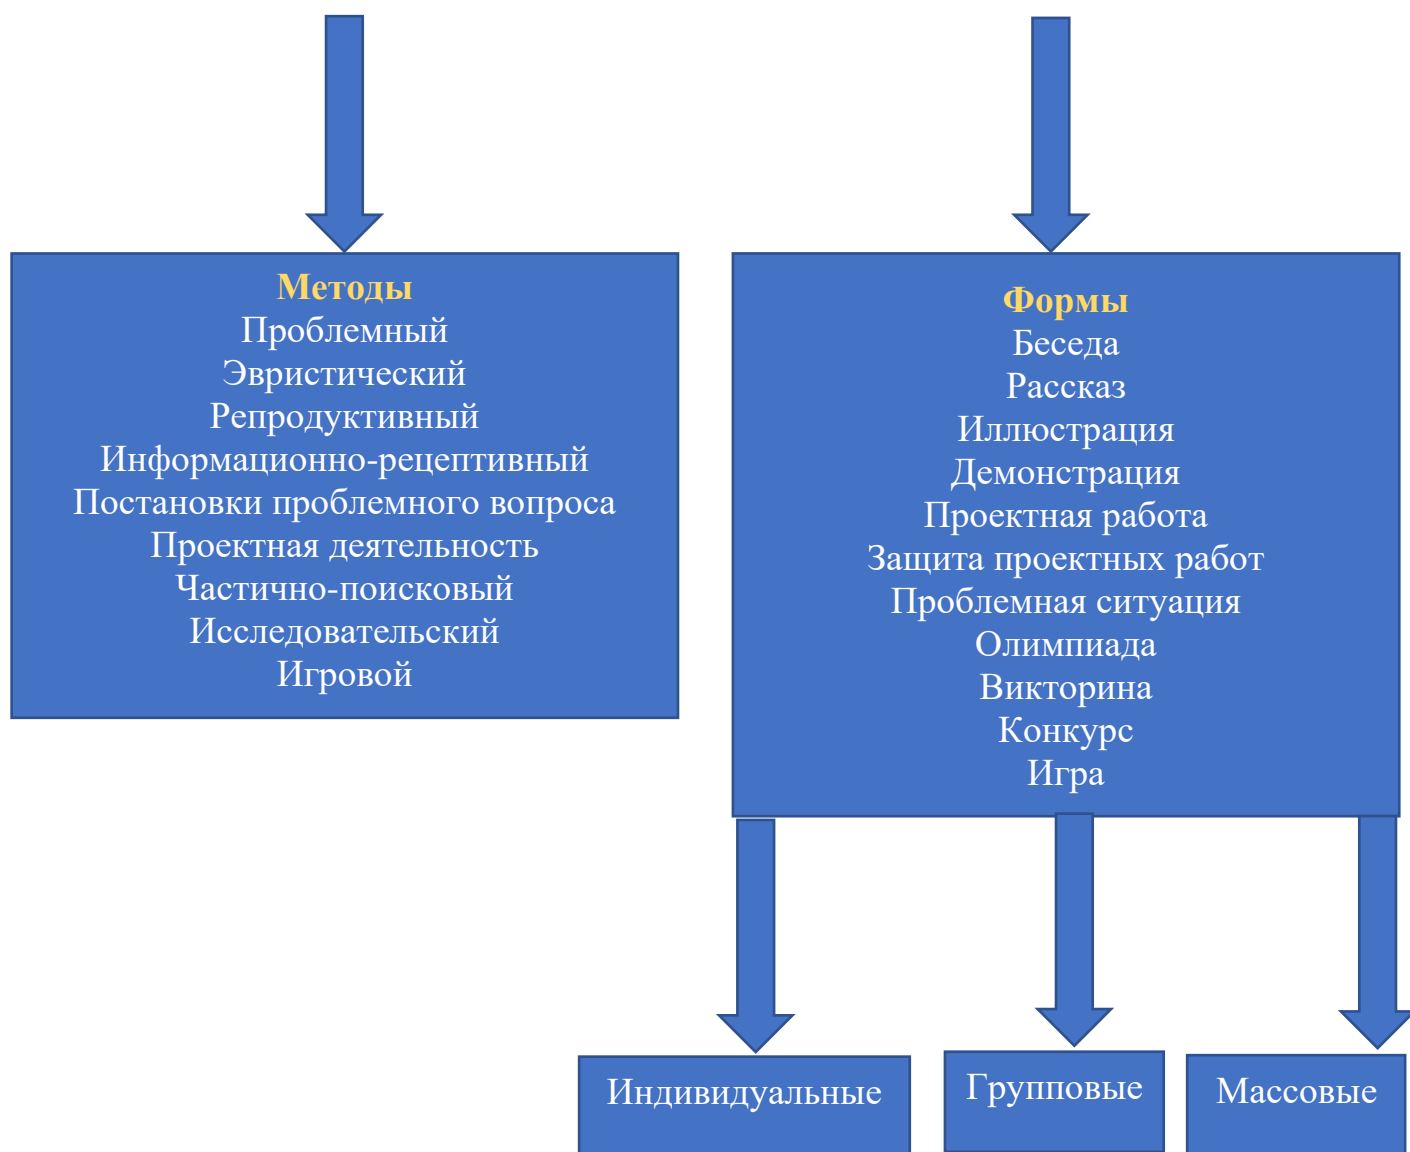 Методы
Проблемный
Эвристический
Репродуктивный
Информационно-рецептивный
Постановки проблемного вопроса
Проектная деятельность
Частично-поисковый
Исследовательский
Игровой
Формы
Беседа
Рассказ
Иллюстрация
Демонстрация
Проектная работа
Защита проектных работ
Проблемная ситуация
Олимпиада
Викторина
Конкурс
Игра
Индивидуальные
Групповые
Массовые